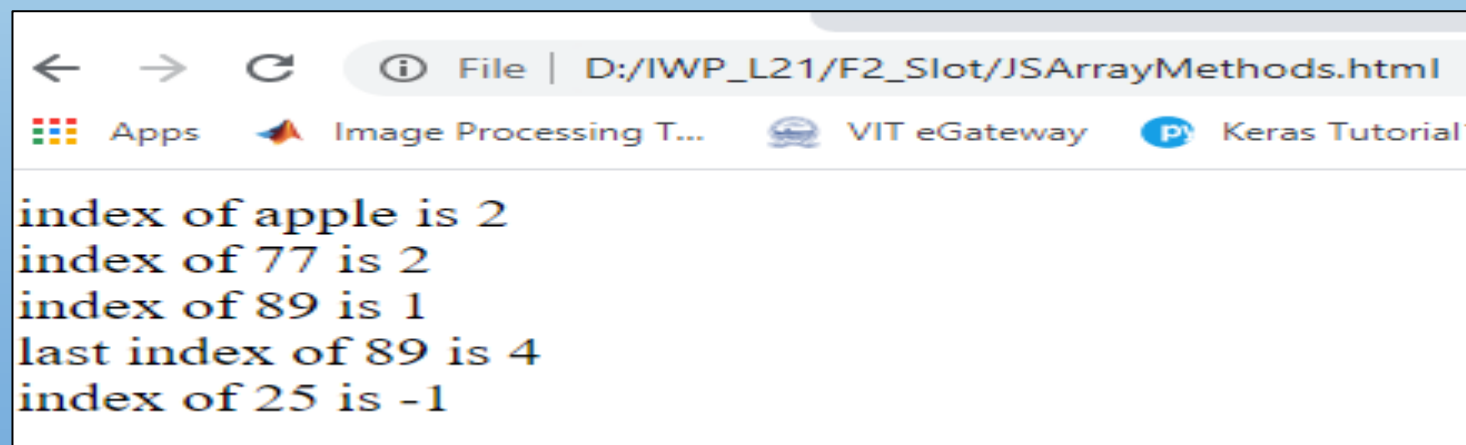 File | D:/IWP_L21/F2_Slot/JSArrayMethods.html
Apps Image Processing T... VIT eGateway py Keras Tutorial
index of apple is 2
index of 77 is 2
index of 89 is 1
last index of 89 is 4
index of 25 is -1